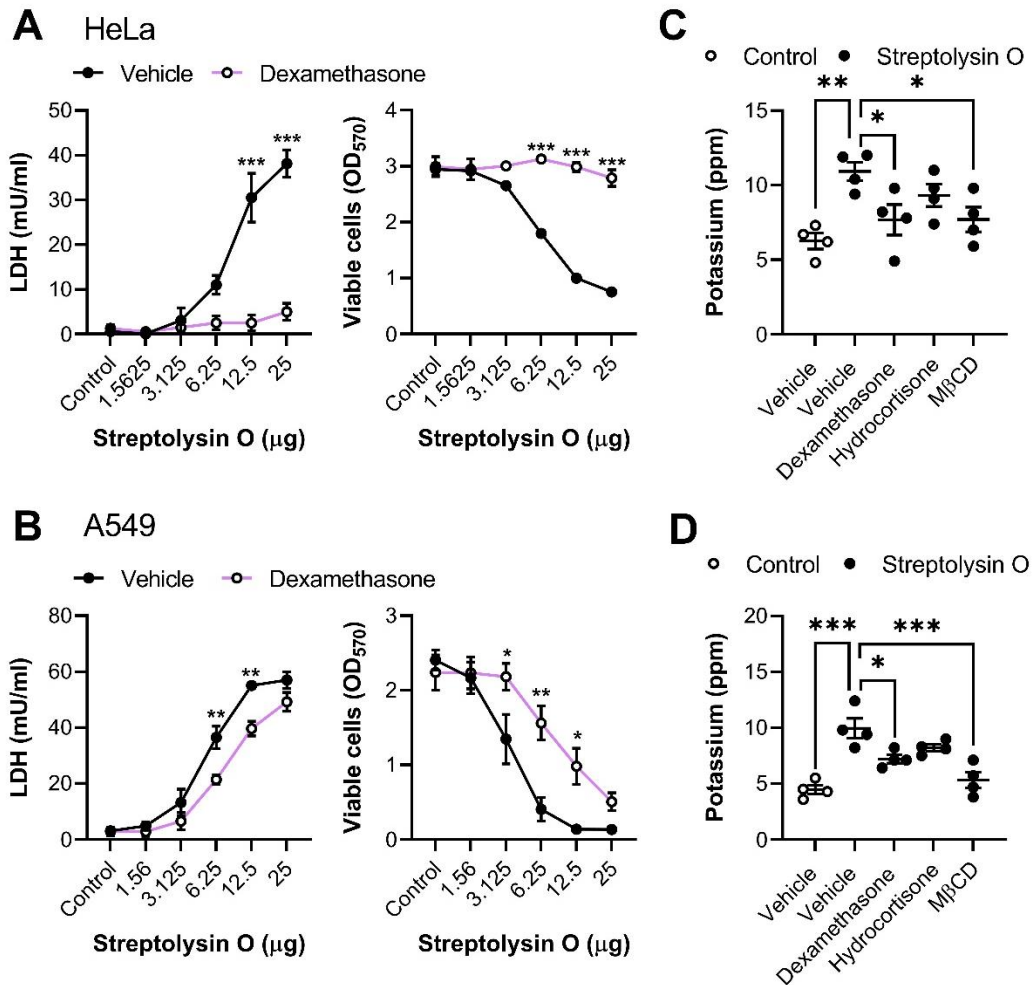 A HeLa
Vehicle Dexamethasone
LDH (mU/ml)
50
40
30
20
10
0
*** ***
Control 1.5625 3.125 6.25 12.5 25
Streptolysin O (μg)
Viable cells (OD570)
4
3
2
1
0
*** *** ***
Control 1.5625 3.125 6.25 12.5 25
Streptolysin O (μg)
C
Control Streptolysin O
Potassium (ppm)
15
10
5
0
** * *
Vehicle Vehicle Dexamethasone Hydrocortisone MβCD
B A549
Vehicle Dexamethasone
LDH (mU/ml)
80
60
40
20
0
** **
Control 1.56 3.125 6.25 12.5 25
Streptolysin O (μg)
Viable cells (OD570)
3
2
1
0
* ** *
Control 1.56 3.125 6.25 12.5 25
Streptolysin O (μg)
D
Control Streptolysin O
Potassium (ppm)
20
15
10
5
0
*** * ***
Vehicle Vehicle Dexamethasone Hydrocortisone MβCD